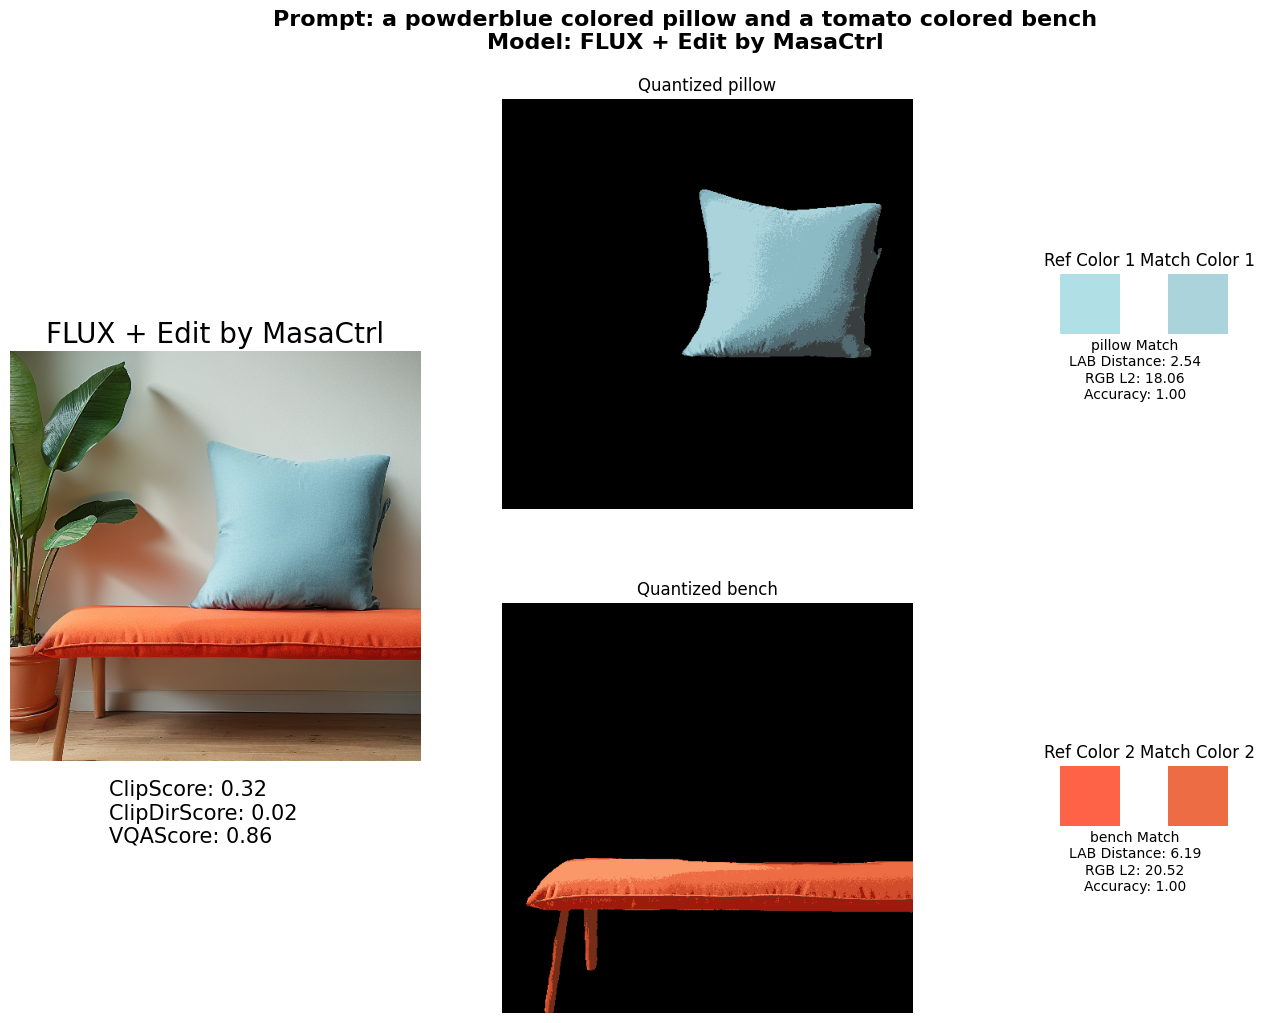 Prompt: a powderblue colored pillow and a tomato colored bench
Model: FLUX + Edit by MasaCtrl
FLUX + Edit by MasaCtrl
ClipScore: 0.32
ClipDirScore: 0.02
VQAScore: 0.86
Quantized pillow
Ref Color 1 Match Color 1
pillow Match
LAB Distance: 2.54
RGB L2: 18.06
Accuracy: 1.00
Quantized bench
Ref Color 2 Match Color 2
bench Match
LAB Distance: 6.19
RGB L2: 20.52
Accuracy: 1.00